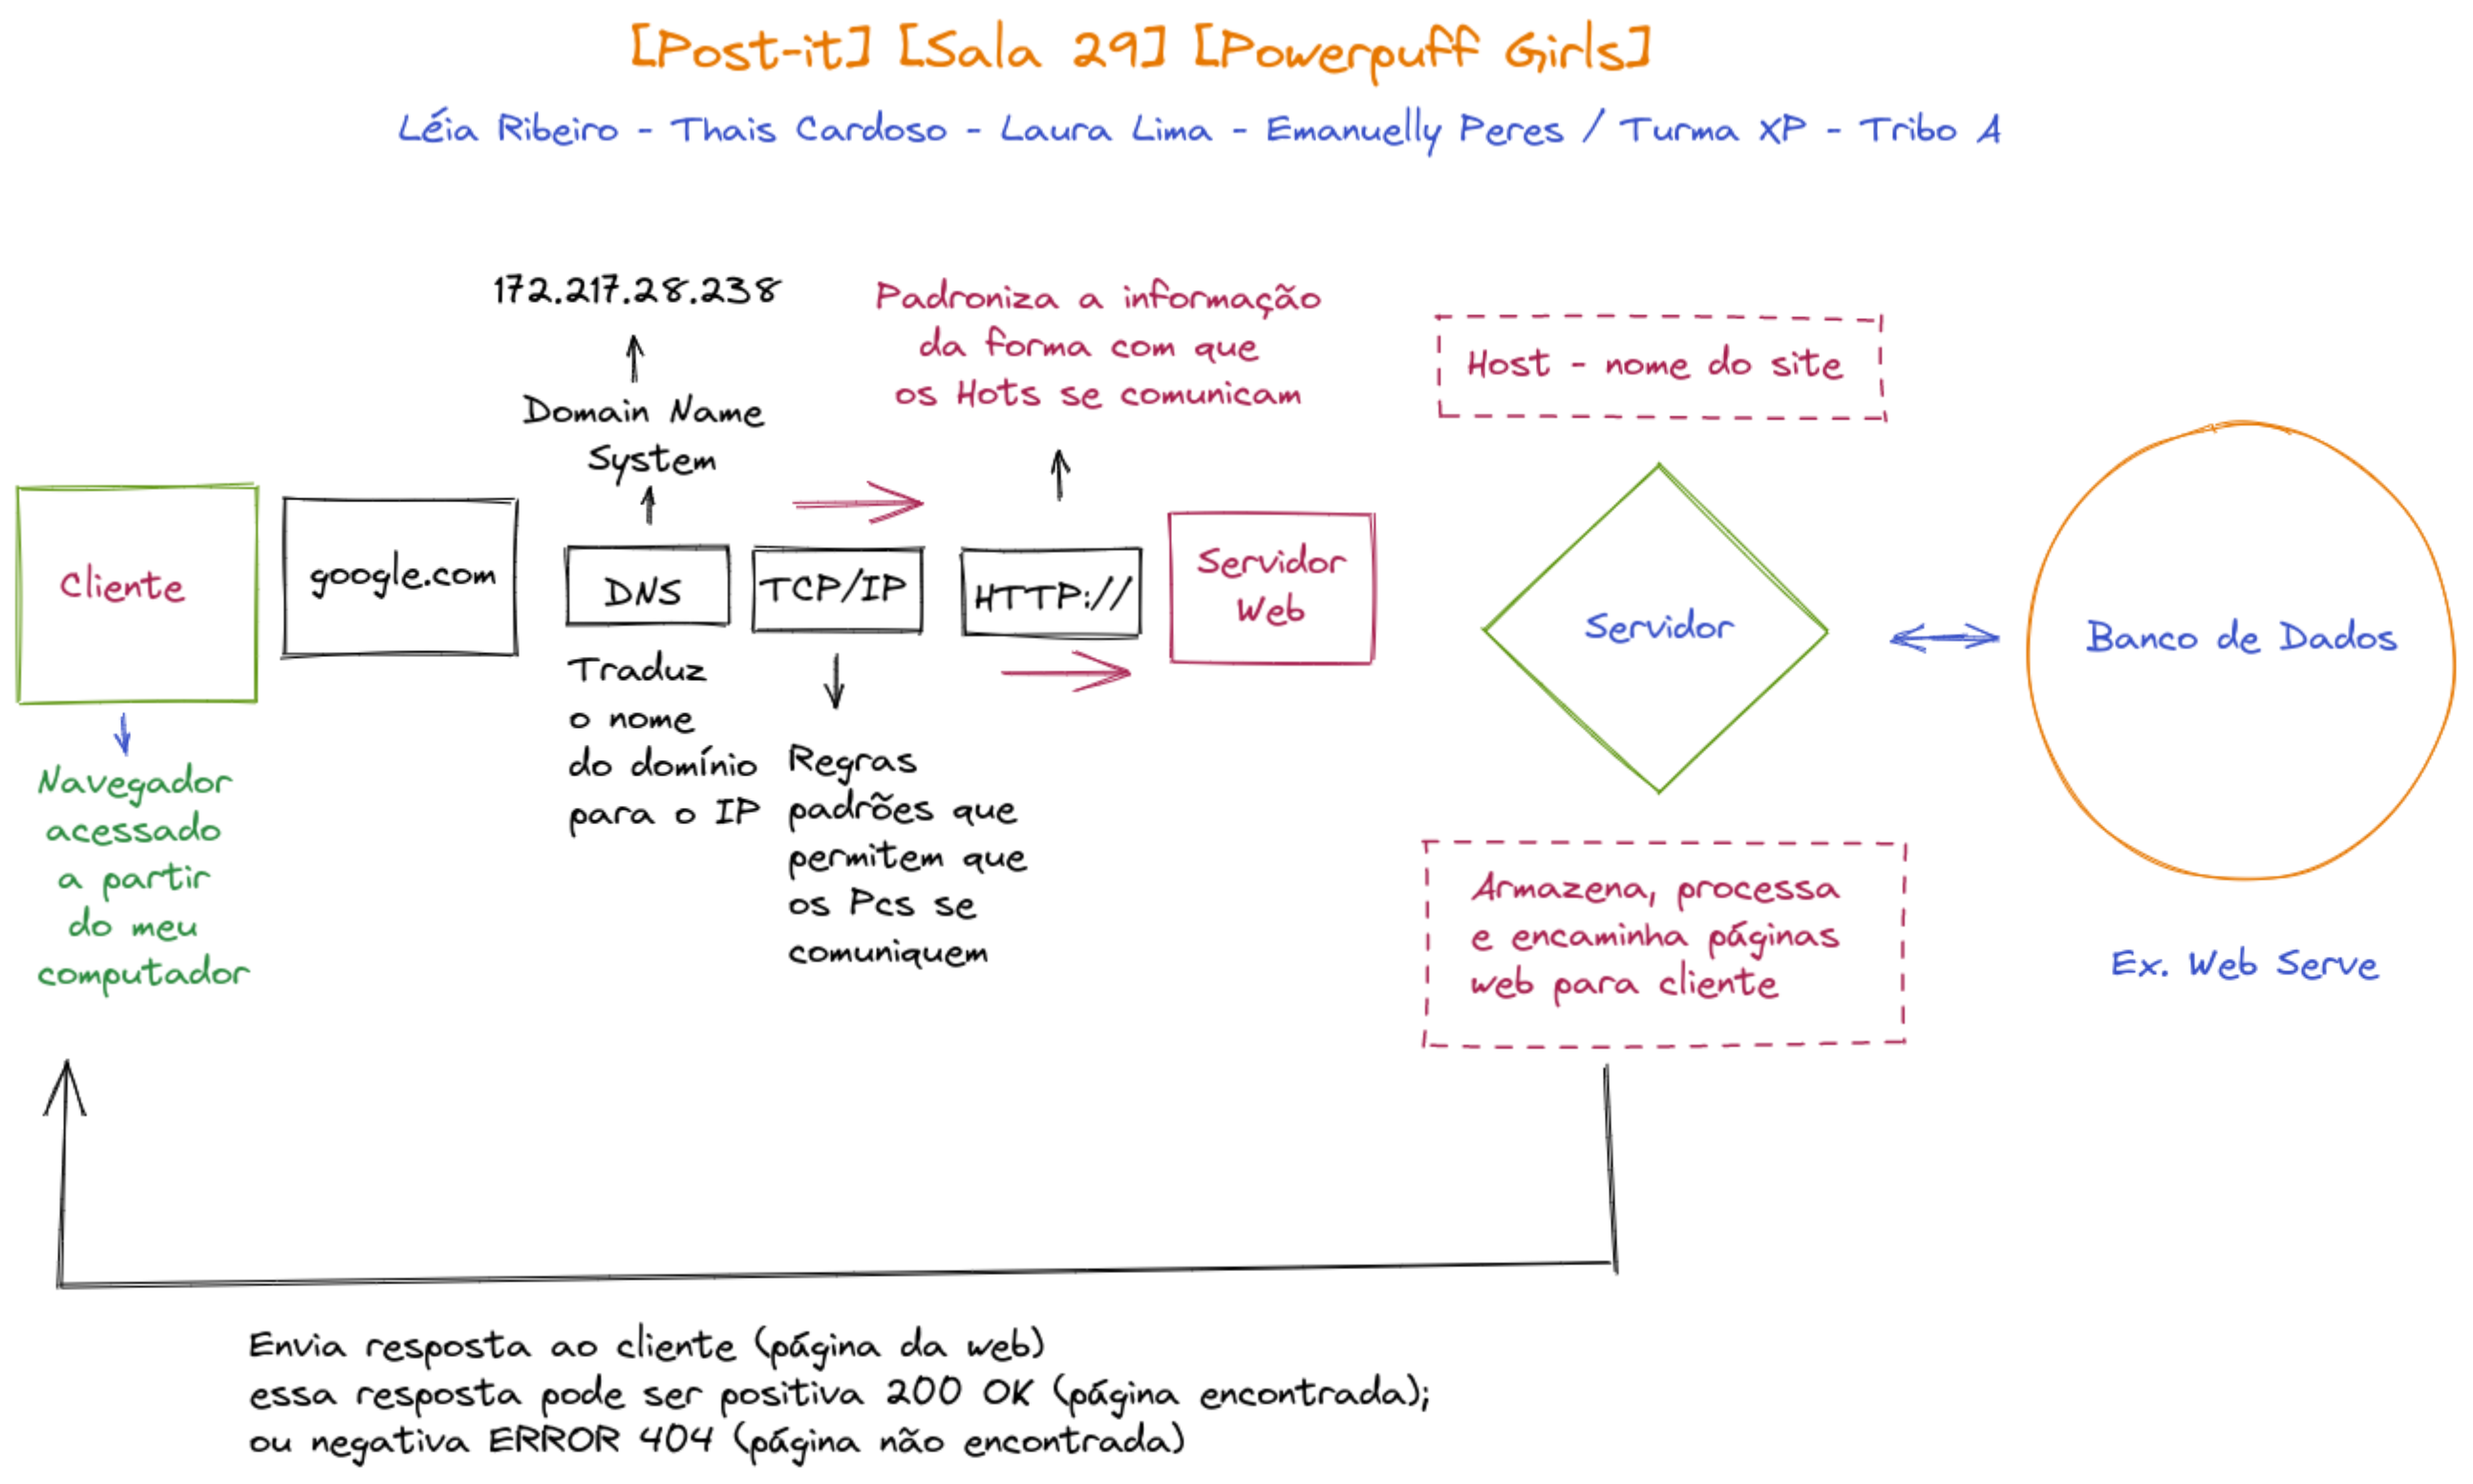 [Post-it] [Sala 29] [Powerpuff Girls]
Léia Ribeiro - Thais Cardoso - Laura Lima - Emanuelly Peres / Turma XP - Tribo A
172.217.28.238
Domain Name
System
Padroniza a informação
da forma com que
os Hots se comunicam
Host - nome do site
Cliente
google.com
DNS
TCP/IP
HTTP://
Servidor
Web
Servidor
Banco de Dados
Navegador
acessado
a partir
do meu
computador
Traduz
o nome
do domínio
para o IP
Regras
padrões que
permitem que
os Pcs se
comuniquem
Armazena, processa
e encaminha páginas
web para cliente
Ex. Web Serve
Envia resposta ao cliente (página da web)
essa resposta pode ser positiva 200 OK (página encontrada);
ou negativa ERROR 404 (página não encontrada)